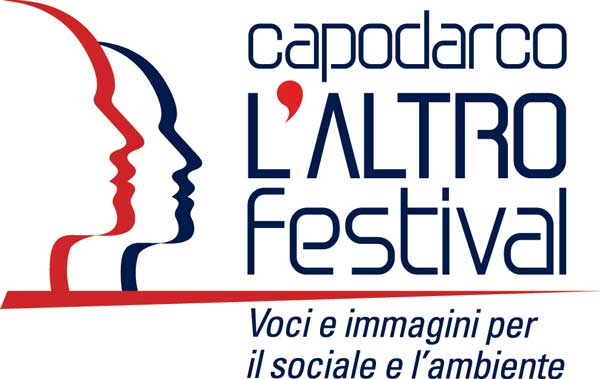 capodarco
L'ALTRO
festival
Voci e immagini per
il sociale e l'ambiente